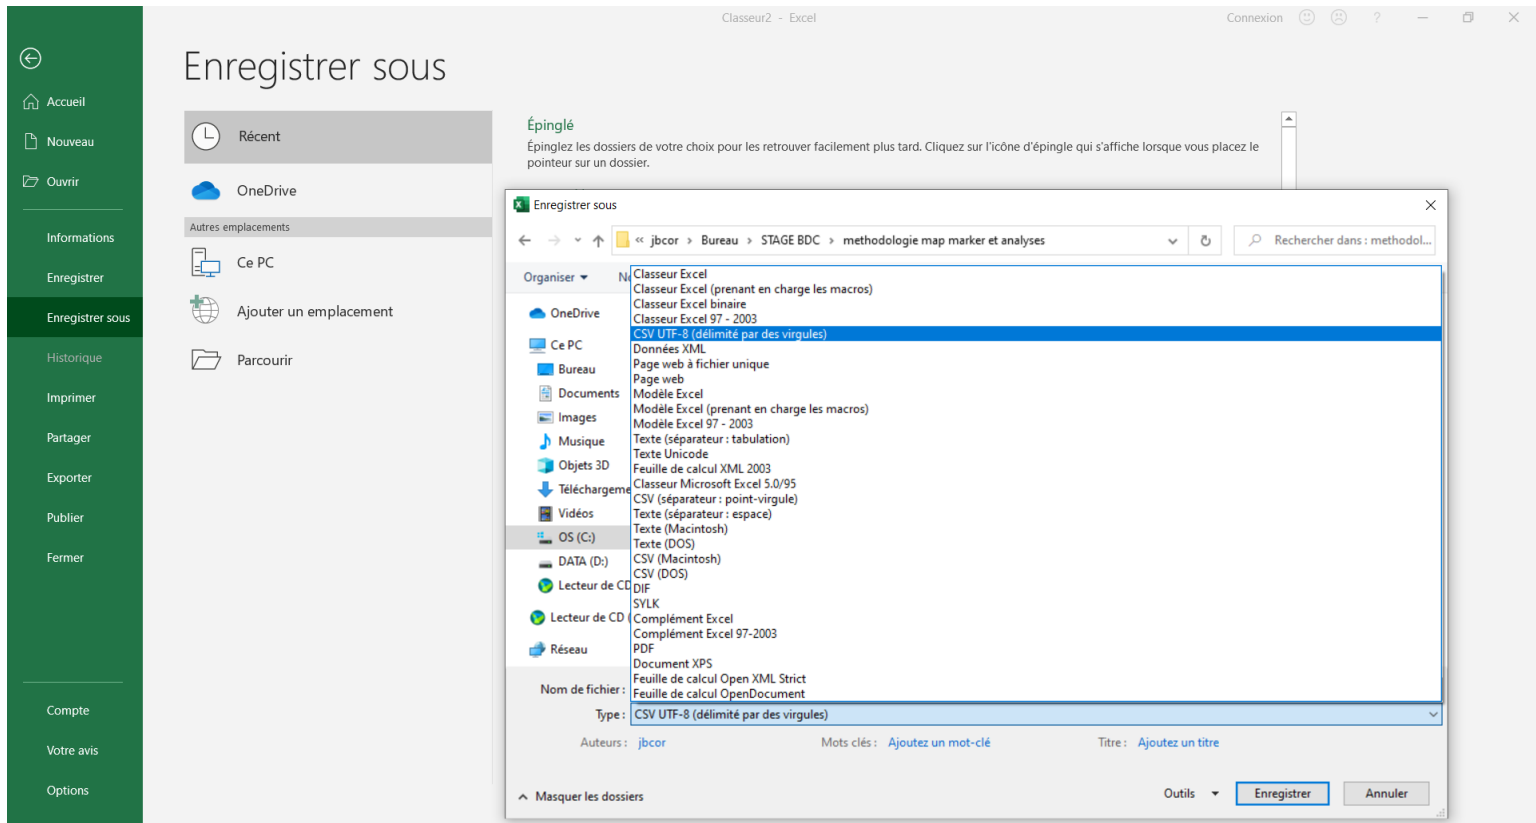 Classeur2 - Excel
Connexion
?
Enregistrer sous
Accueil
Nouveau
Ouvrir
Informations
Enregistrer
Enregistrer sous
Historique
Imprimer
Partager
Exporter
Publier
Fermer
Compte
Votre avis
Options
Récent
OneDrive
Autres emplacements
Ce PC
Ajouter un emplacement
Parcourir
Épinglé
Épinglez les dossiers de votre choix pour les retrouver facilement plus tard. Cliquez sur l'icône d'épingle qui s'affiche lorsque vous placez le
pointeur sur un dossier.
Enregistrer sous
« jbcor > Bureau > STAGE BDC > methodologie map marker et analyses
Rechercher dans : methodol...
Organiser
OneDrive
Ce PC
Bureau
Documents
Images
Musique
Objets 3D
Téléchargeme
Vidéos
OS (C:)
DATA (D:)
Lecteur de CD
Lecteur de CD (
Réseau
Classeur Excel
Classeur Excel (prenant en charge les macros)
Classeur Excel binaire
Classeur Excel 97 - 2003
CSV UTF-8 (délimité par des virgules)
Données XML
Page web à fichier unique
Page web
Modèle Excel
Modèle Excel (prenant en charge les macros)
Modèle Excel 97 - 2003
Texte (séparateur : tabulation)
Texte Unicode
Feuille de calcul XML 2003
Classeur Microsoft Excel 5.0/95
CSV (séparateur : point-virgule)
Texte (séparateur : espace)
Texte (Macintosh)
Texte (DOS)
CSV (Macintosh)
CSV (DOS)
DIF
SYLK
Complément Excel
Complément Excel 97-2003
PDF
Document XPS
Feuille de calcul Open XML Strict
Feuille de calcul OpenDocument
Nom de fichier :
Type : CSV UTF-8 (délimité par des virgules)
Auteurs : jbcor
Mots clés : Ajoutez un mot-clé
Titre : Ajoutez un titre
Masquer les dossiers
Outils
Enregistrer
Annuler